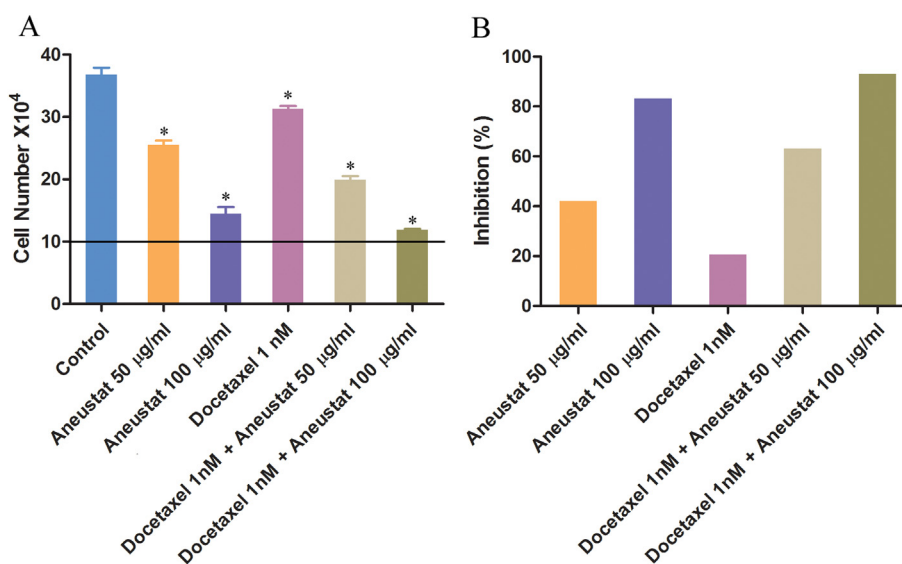 A
Cell Number X10⁴
40
30
20
10
0
*
*
*
*
*
Control
Aneustat 50 µg/ml
Aneustat 100 µg/ml
Docetaxel 1 nM
Docetaxel 1nM + Aneustat 50 µg/ml
Docetaxel 1nM + Aneustat 100 µg/ml
B
Inhibition (%)
100
80
60
40
20
0
Aneustat 50 µg/ml
Aneustat 100 µg/ml
Docetaxel 1nM
Docetaxel 1nM + Aneustat 50 µg/ml
Docetaxel 1nM + Aneustat 100 µg/ml